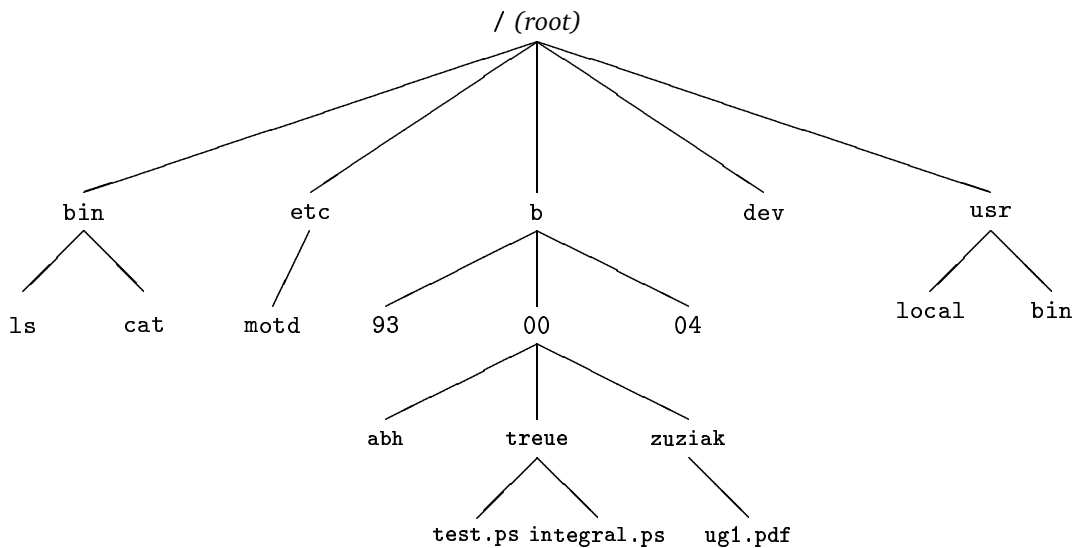 / (root)
bin etc b dev usr
ls cat motd 93 00 04 local bin
abh treue zuziak
test.ps integral.ps ug1.pdf